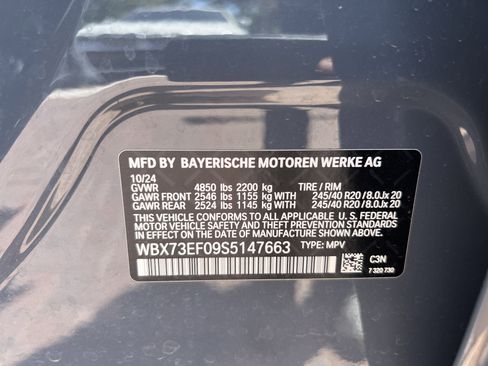 MFD BY BAYERISCHE MOTOREN WERKE AG
10/24
GVWR 4850 lbs 2200 kg TIRE / RIM
GAWR FRONT 2546 lbs 1155 kg WITH 245/40 R20 / 8.0Jx 20
GAWR REAR 2524 lbs 1145 kg WITH 245/40 R20 / 8.0Jx 20
THIS VEHICLE CONFORMS TO ALL APPLICABLE U. S. FEDERAL
MOTOR VEHICLE SAFETY AND THEFT PREVENTION STANDARDS
IN EFFECT ON THE DATE OF MANUFACTURE SHOWN ABOVE.
WBX73EF09S5147663 TYPE: MPV
C3N
7 320 730